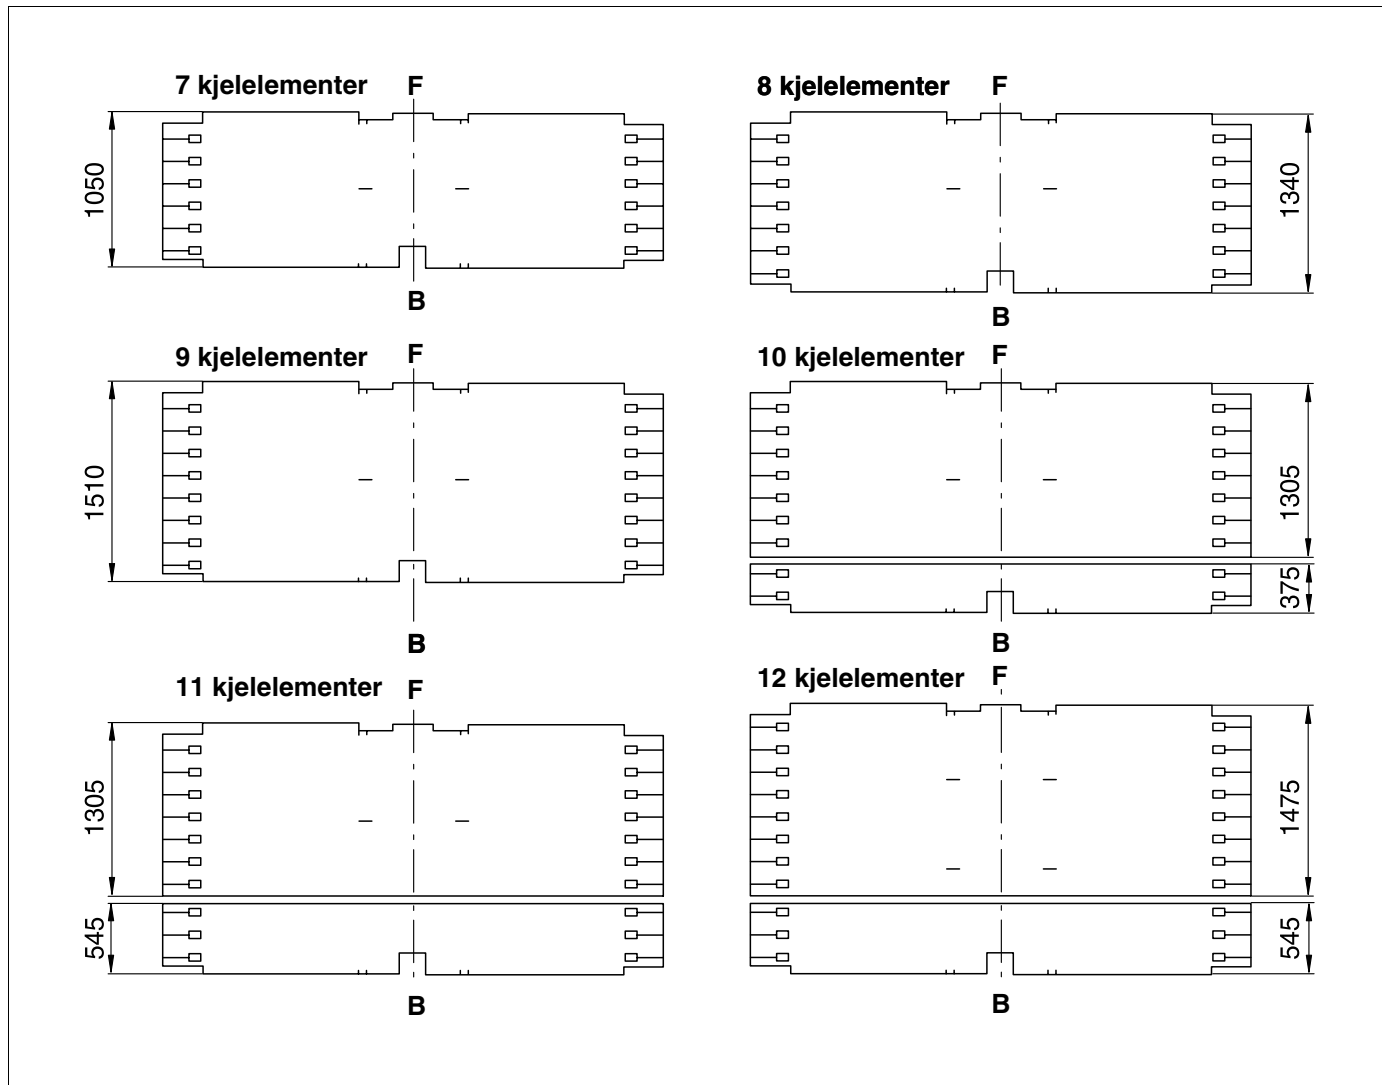 7 kjelelementer F
1050
B
8 kjelelementer F
1340
B
9 kjelelementer F
1510
B
10 kjelelementer F
1305
375
B
11 kjelelementer F
1305
545
B
12 kjelelementer F
1475
545
B